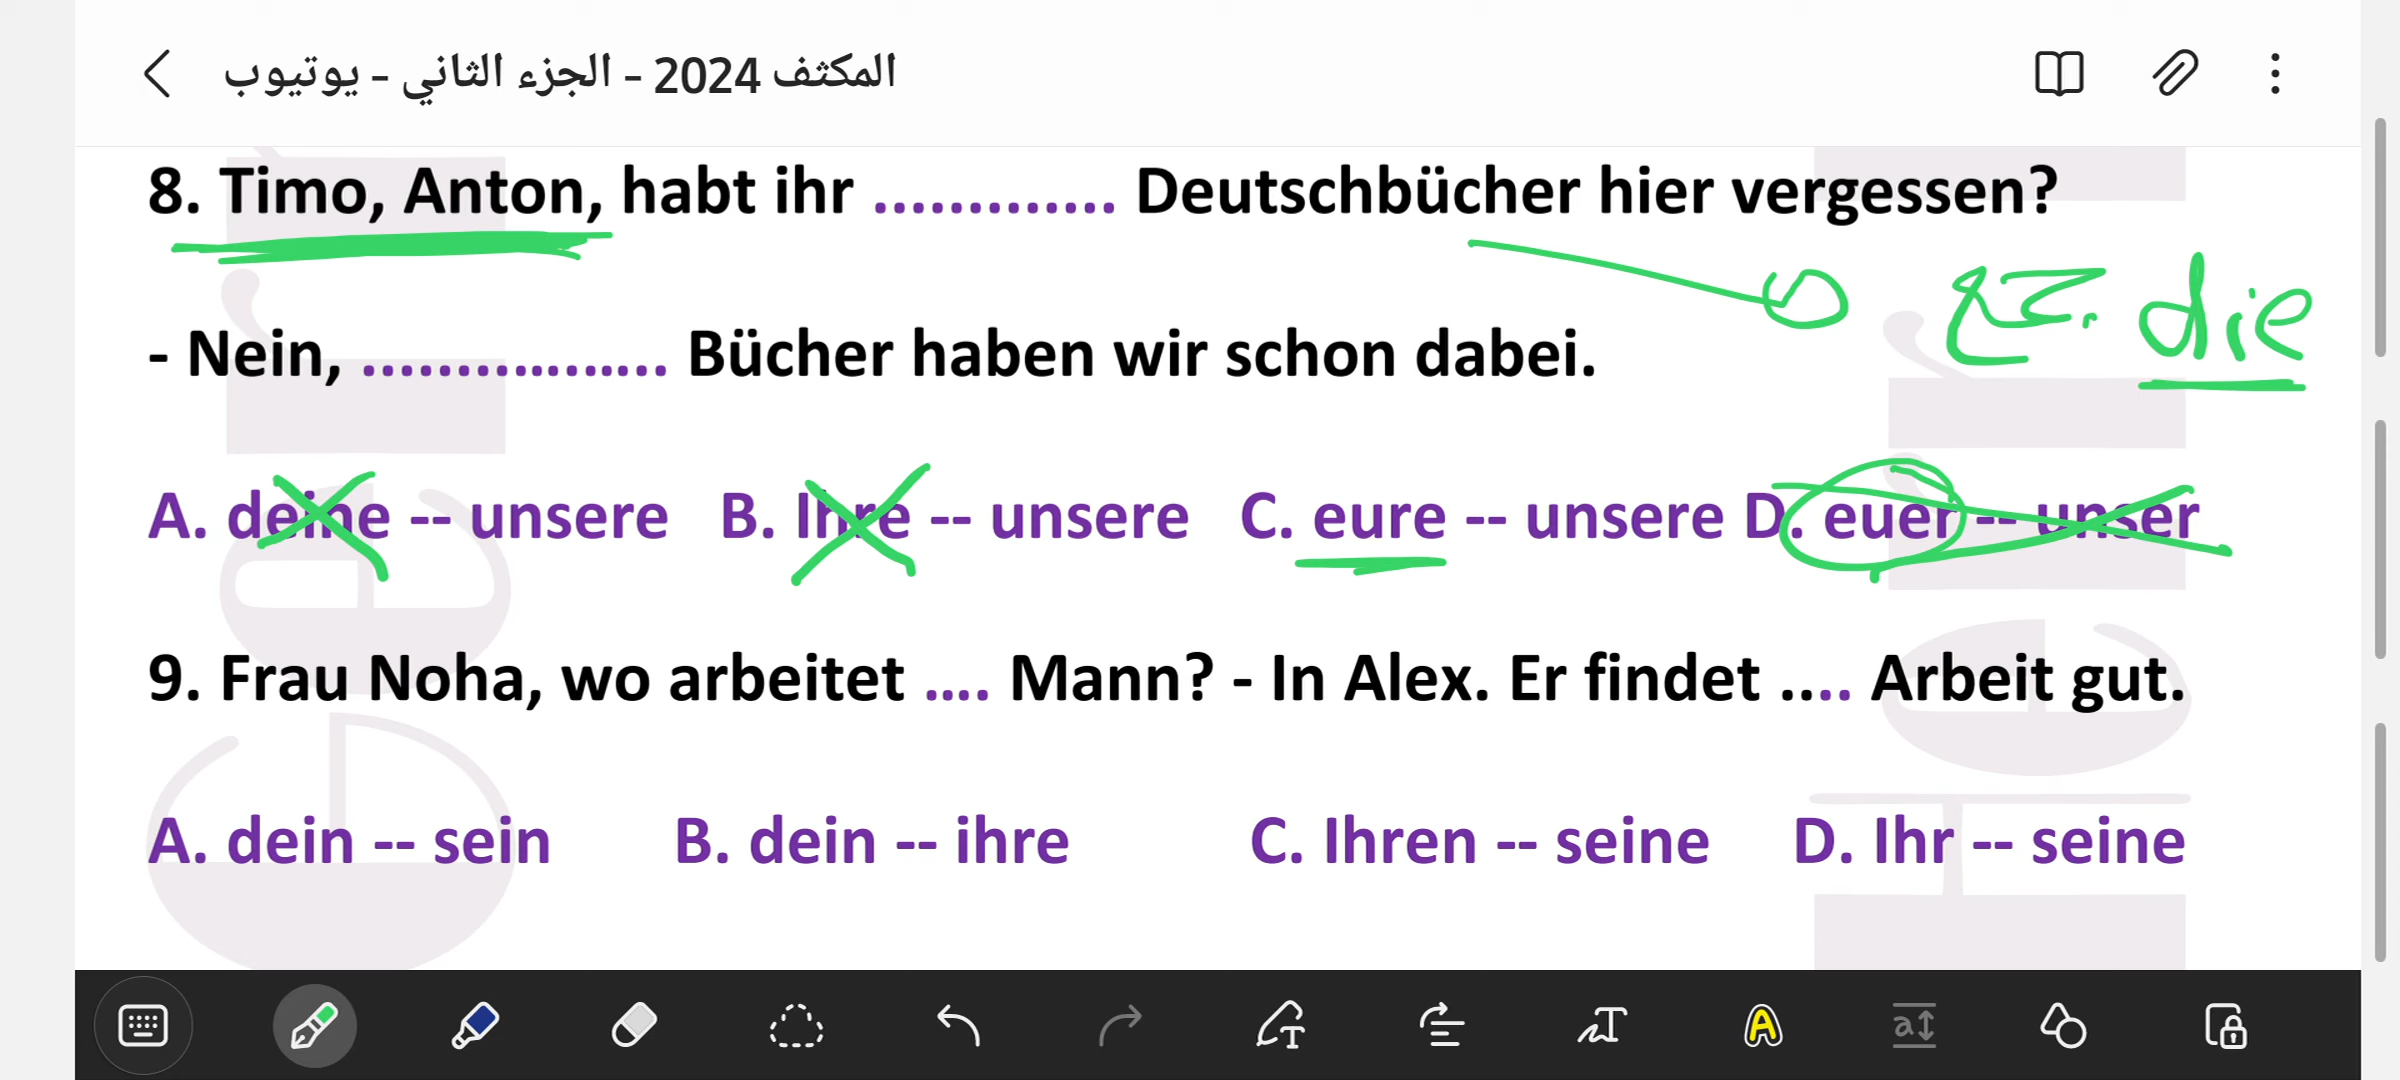 المكثف 2024 - الجزء الثاني - يوتيوب
8. Timo, Anton, habt ihr ............. Deutschbücher hier vergessen?
die
- Nein, ................ Bücher haben wir schon dabei.
A. deine -- unsere B. Ihre -- unsere C. eure -- unsere D. euer -- unser
9. Frau Noha, wo arbeitet .... Mann? - In Alex. Er findet .... Arbeit gut.
A. dein -- sein B. dein -- ihre C. Ihren -- seine D. Ihr -- seine